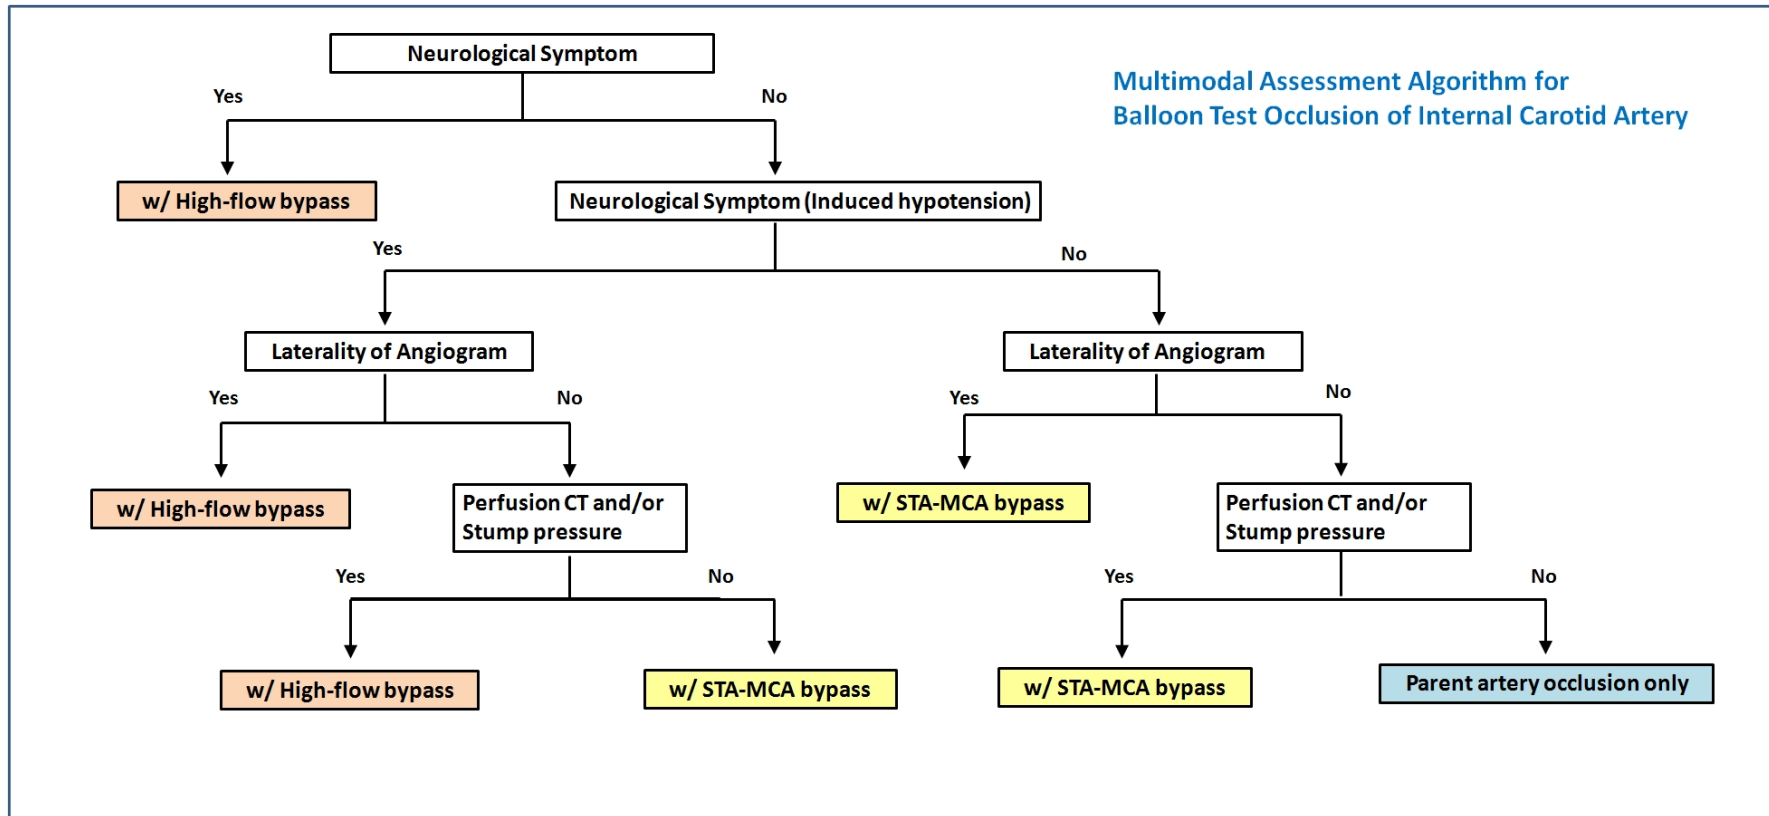 Neurological Symptom
Multimodal Assessment Algorithm for
Balloon Test Occlusion of Internal Carotid Artery
Yes
No
w/ High-flow bypass
Neurological Symptom (Induced hypotension)
Yes
No
Laterality of Angiogram
Laterality of Angiogram
Yes
No
Yes
No
w/ High-flow bypass
Perfusion CT and/or
Stump pressure
w/ STA-MCA bypass
Perfusion CT and/or
Stump pressure
Yes
No
Yes
No
w/ High-flow bypass
w/ STA-MCA bypass
w/ STA-MCA bypass
Parent artery occlusion only